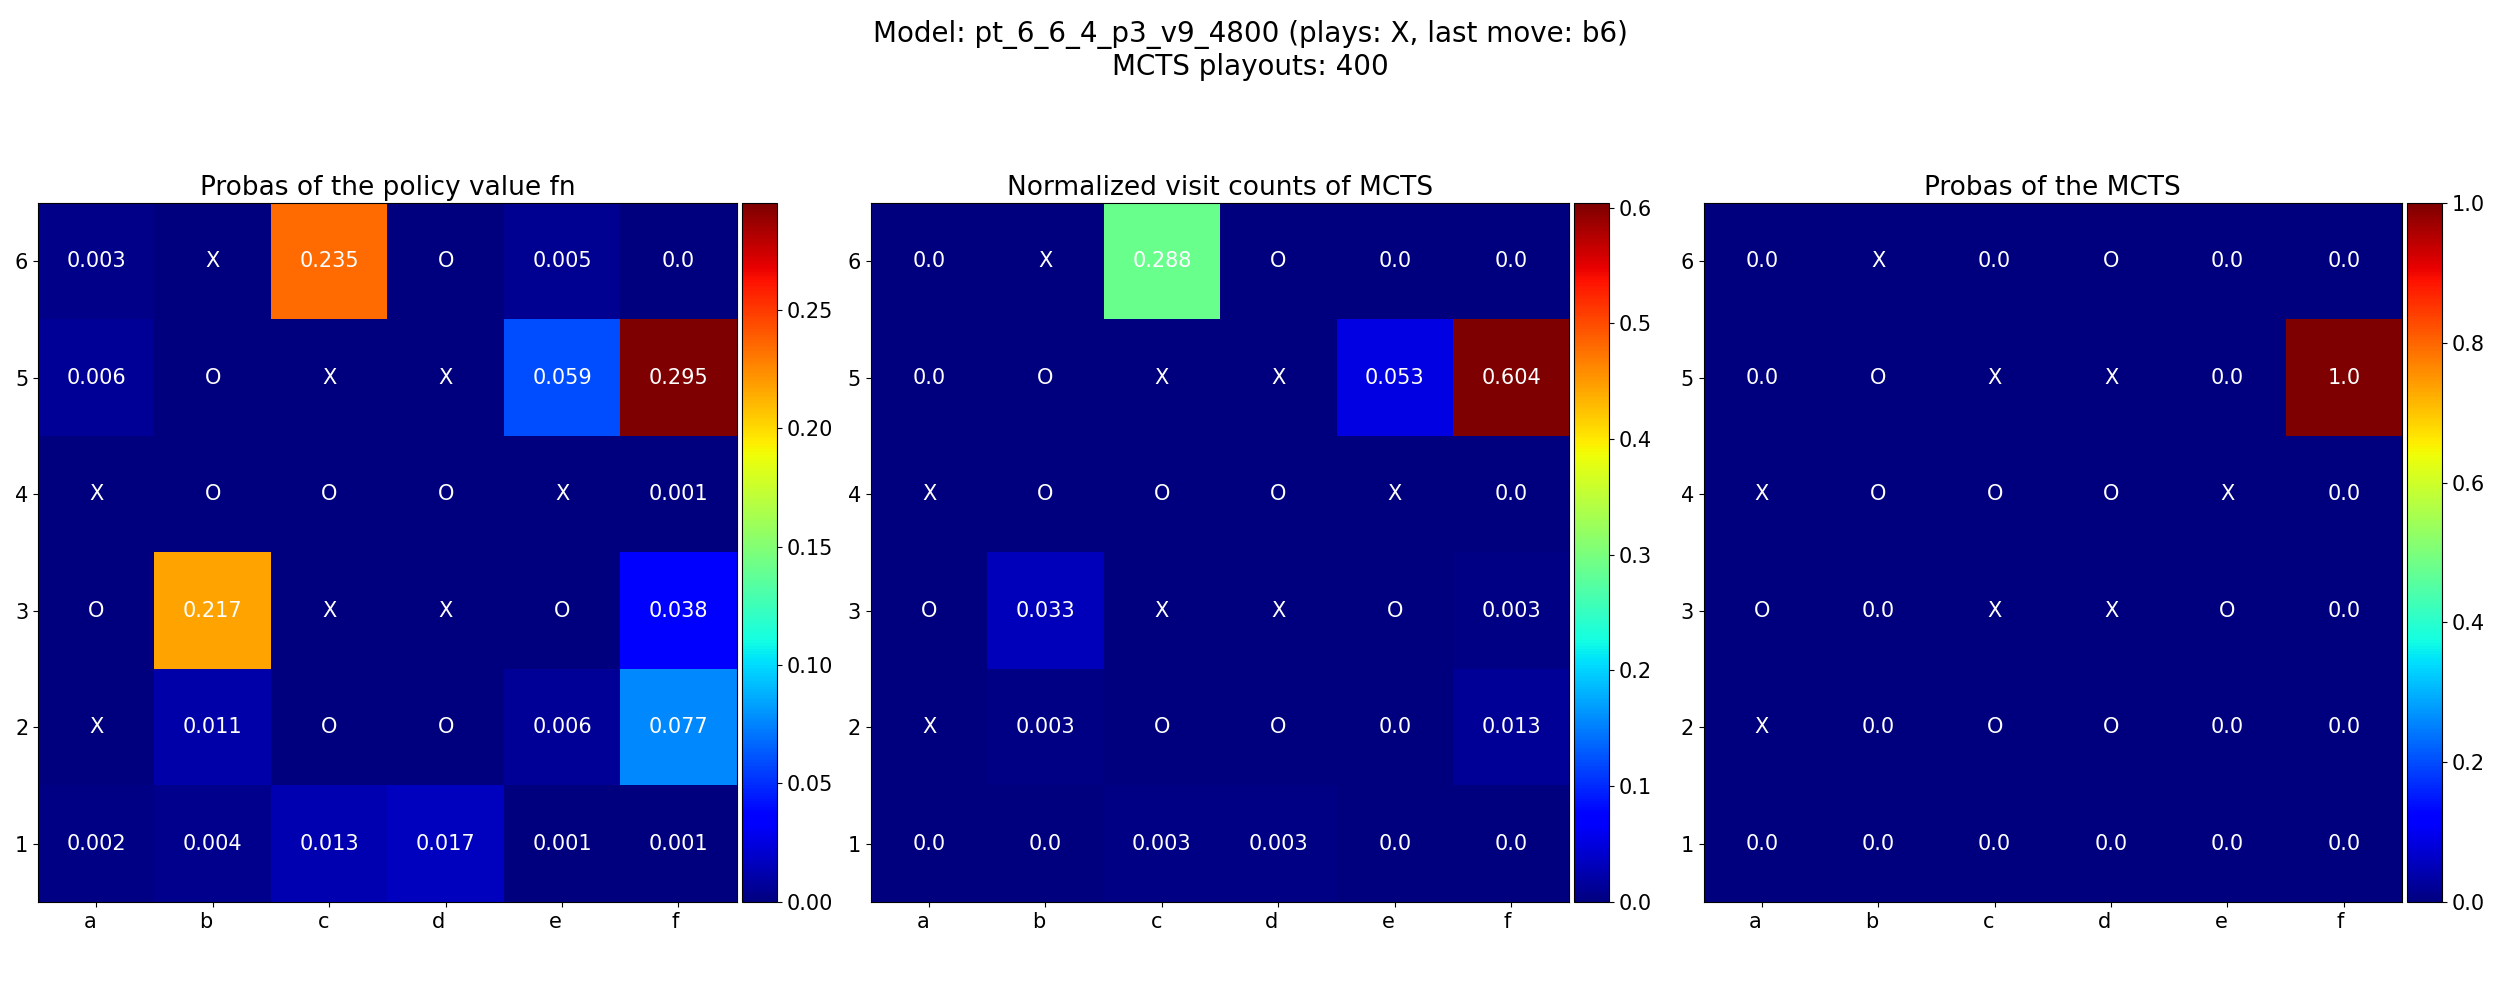 Model: pt_6_6_4_p3_v9_4800 (plays: X, last move: b6)
MCTS playouts: 400
Probas of the policy value fn
6 0.003 X 0.235 O 0.005 0.0
5 0.006 O X X 0.059 0.295
4 X O O O X 0.001
3 O 0.217 X X O 0.038
2 X 0.011 O O 0.006 0.077
1 0.002 0.004 0.013 0.017 0.001 0.001
a b c d e f
0.25
0.20
0.15
0.10
0.05
0.00
Normalized visit counts of MCTS
6 0.0 X 0.288 O 0.0 0.0
5 0.0 O X X 0.053 0.604
4 X O O O X 0.0
3 O 0.033 X X O 0.003
2 X 0.003 O O 0.0 0.013
1 0.0 0.0 0.003 0.003 0.0 0.0
a b c d e f
0.6
0.5
0.4
0.3
0.2
0.1
0.0
Probas of the MCTS
6 0.0 X 0.0 O 0.0 0.0
5 0.0 O X X 0.0 1.0
4 X O O O X 0.0
3 O 0.0 X X O 0.0
2 X 0.0 O O 0.0 0.0
1 0.0 0.0 0.0 0.0 0.0 0.0
a b c d e f
1.0
0.8
0.6
0.4
0.2
0.0